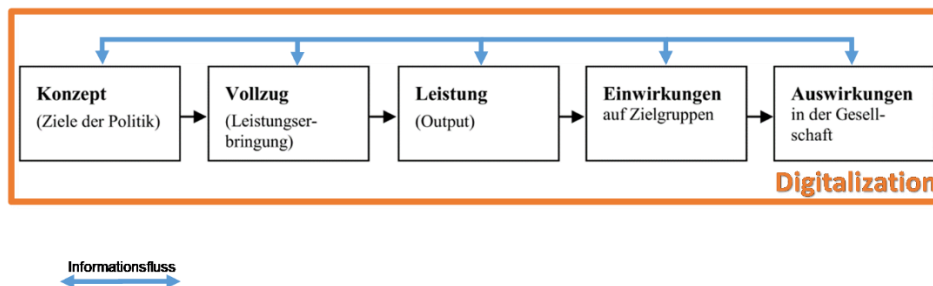 Konzept
(Ziele der Politik)
Vollzug
(Leistungser-
bringung)
Leistung
(Output)
Einwirkungen
auf Zielgruppen
Auswirkungen
in der Gesell-
schaft
Digitalization
Informationsfluss